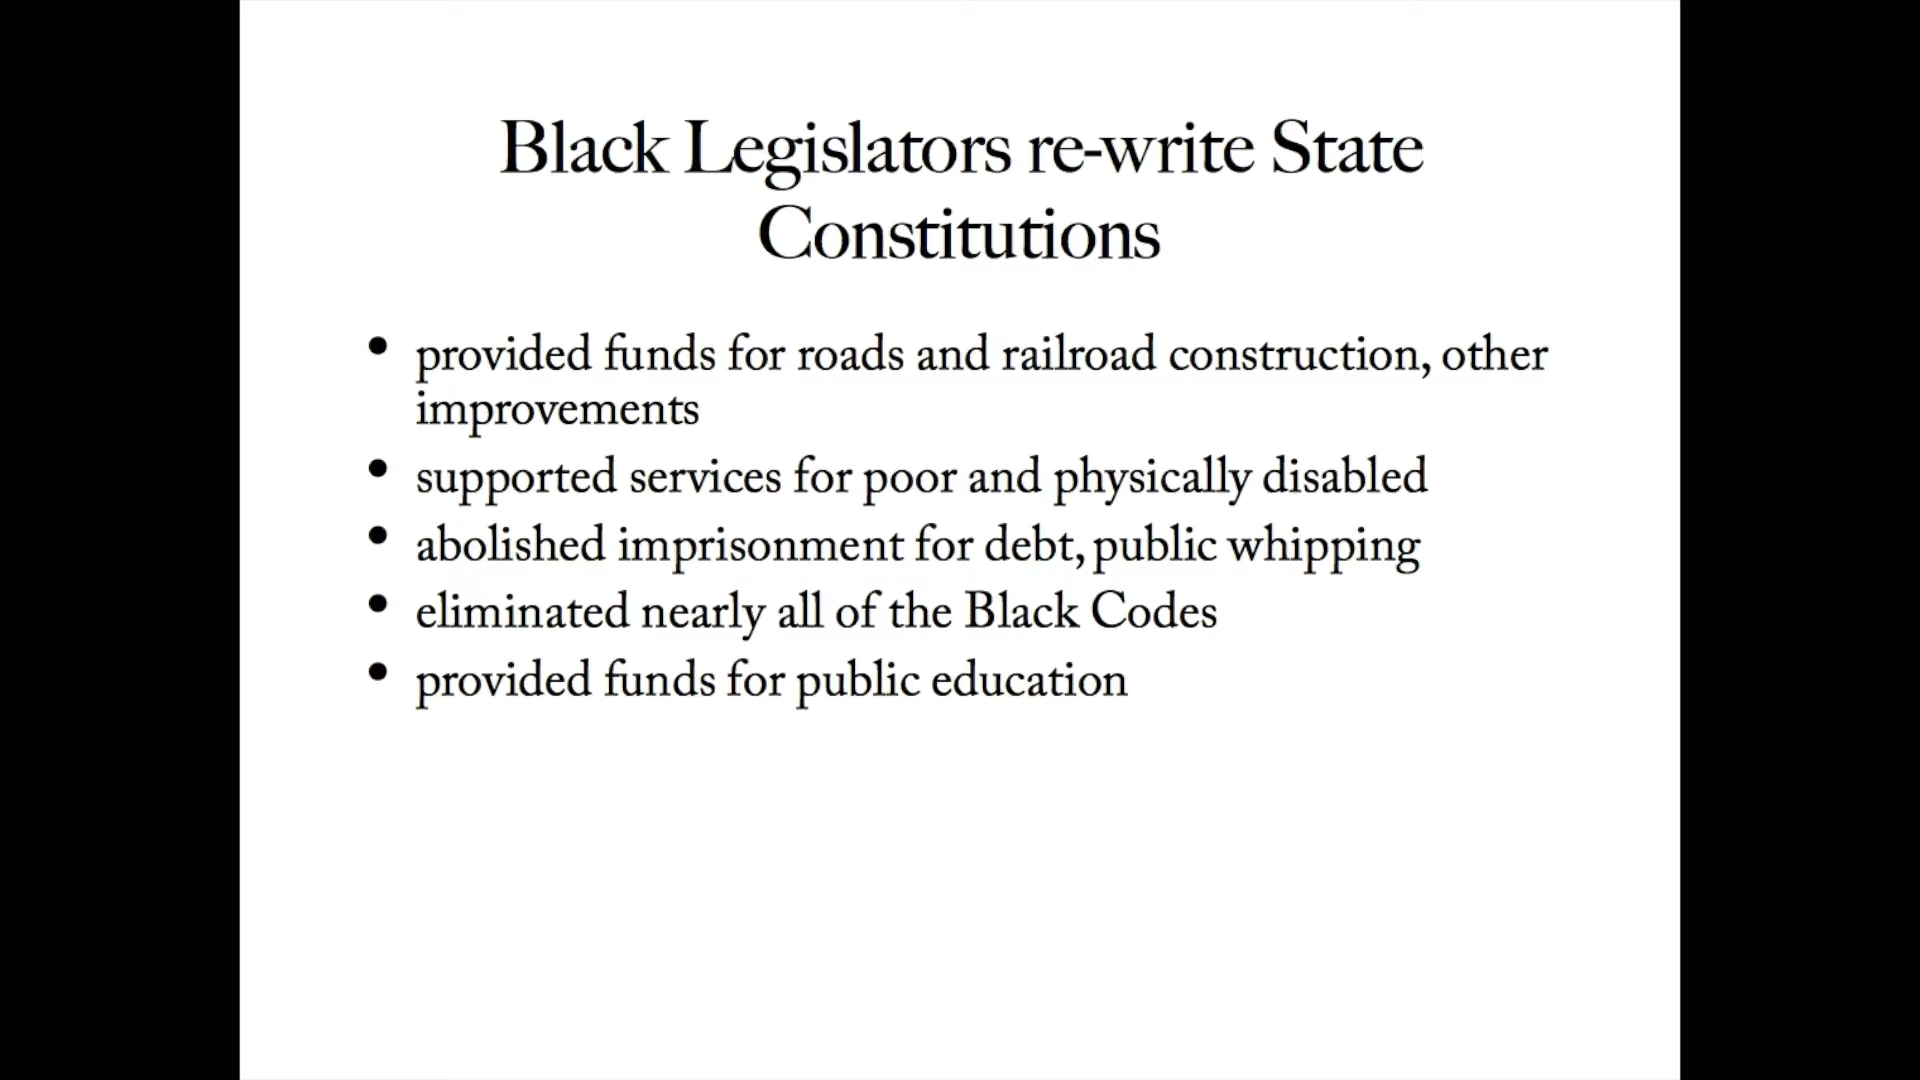 Black Legislators re-write State
Constitutions
• provided funds for roads and railroad construction, other
improvements
• supported services for poor and physically disabled
• abolished imprisonment for debt, public whipping
• eliminated nearly all of the Black Codes
• provided funds for public education